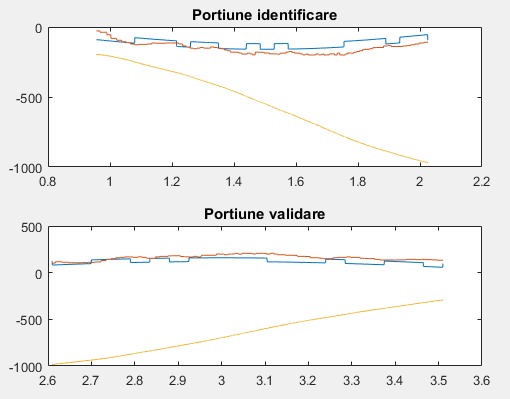 Portiune identificare
0
-500
-1000
0.8 1 1.2 1.4 1.6 1.8 2 2.2
Portiune validare
500
0
-500
-1000
2.6 2.7 2.8 2.9 3 3.1 3.2 3.3 3.4 3.5 3.6